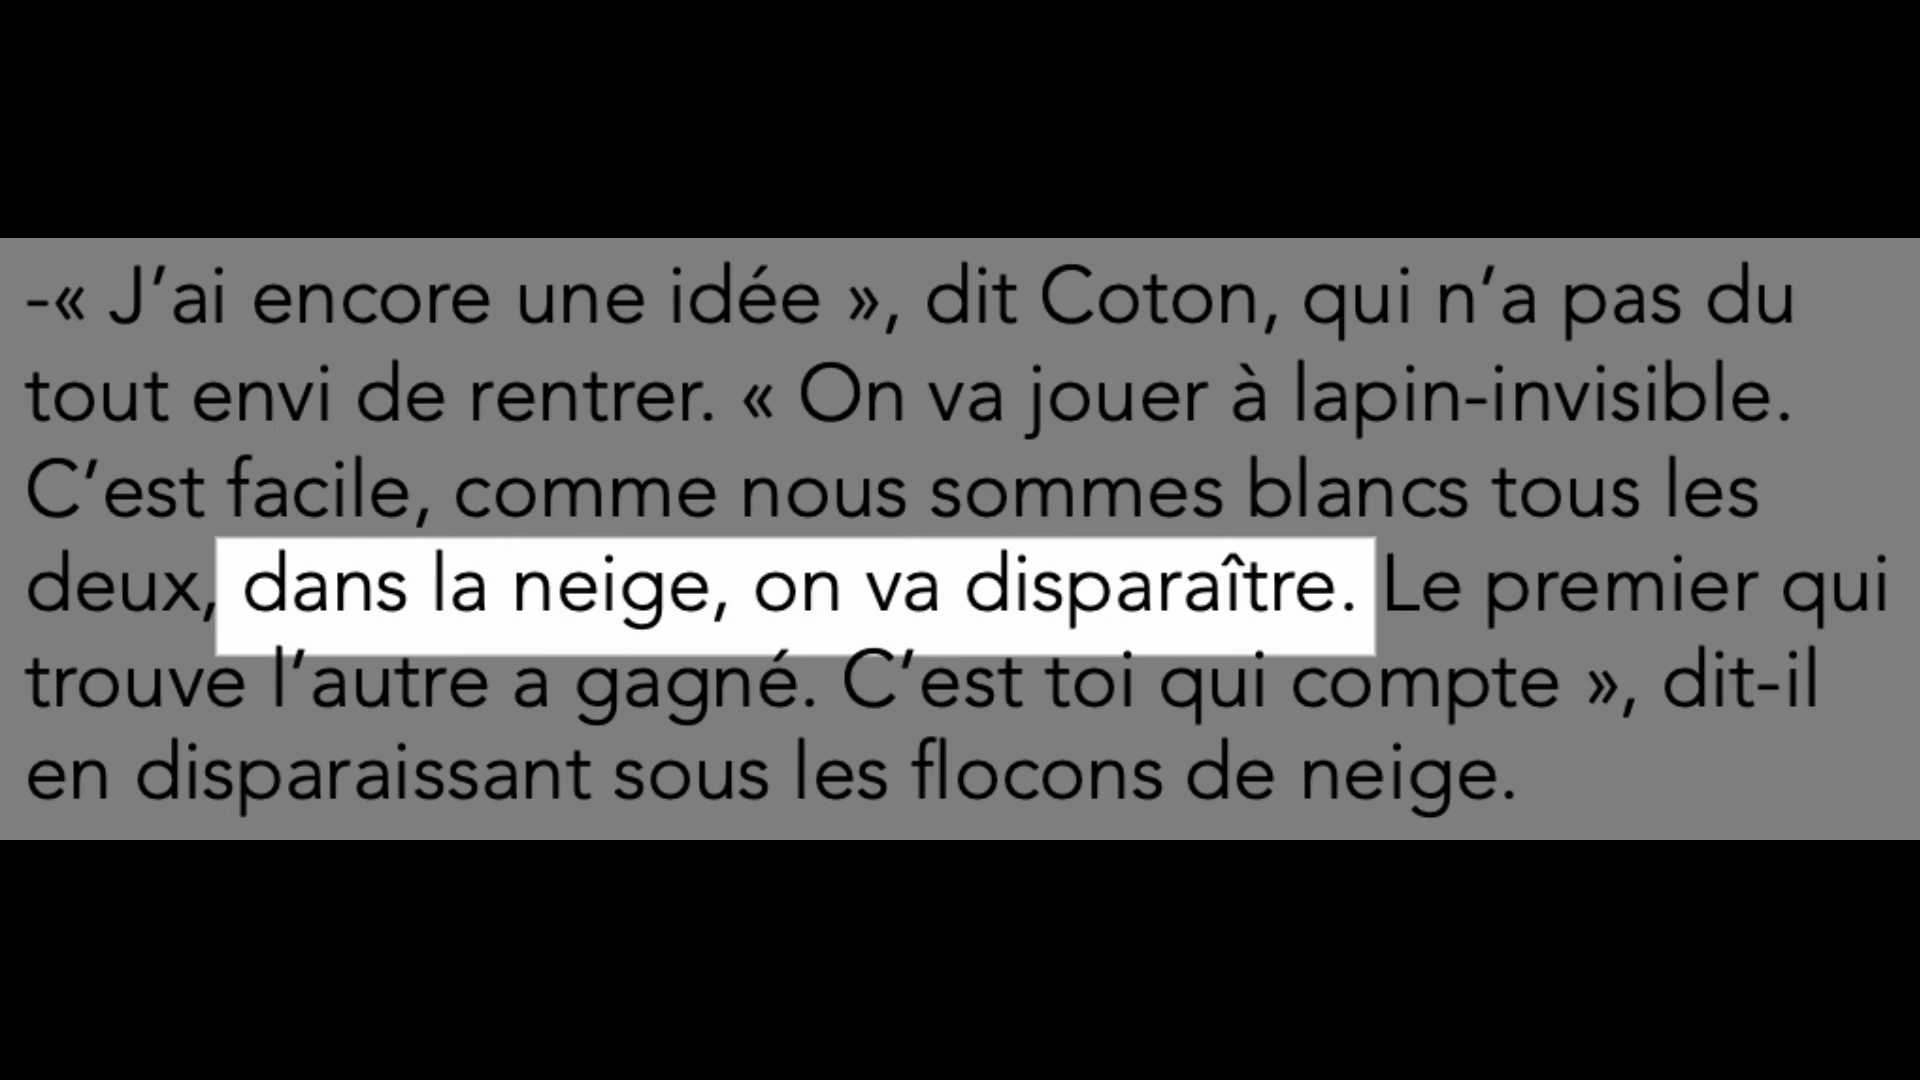 -« J’ai encore une idée », dit Coton, qui n’a pas du
tout envi de rentrer. « On va jouer à lapin-invisible.
C’est facile, comme nous sommes blancs tous les
deux, dans la neige, on va disparaître. Le premier qui
trouve l’autre a gagné. C’est toi qui compte », dit-il
en disparaissant sous les flocons de neige.